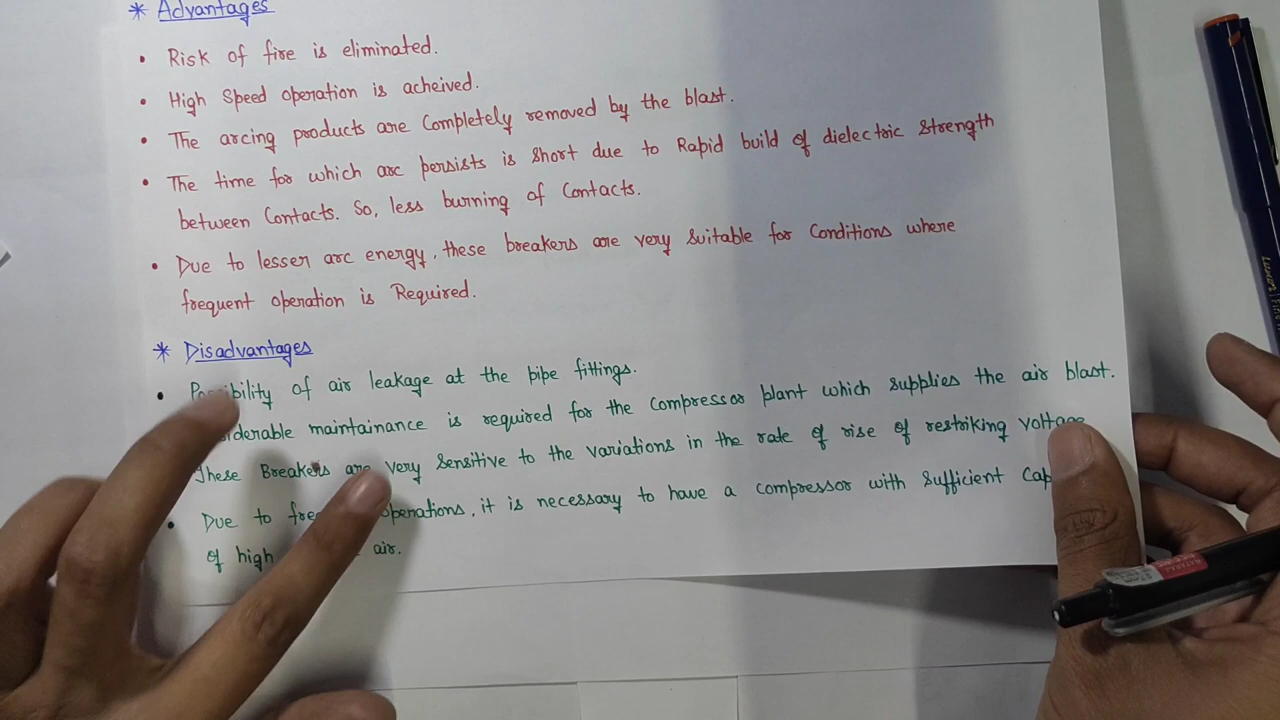 * Advantages
• Risk of fire is eliminated.
• High Speed operation is acheived.
• The arcing products are Completely removed by the blast.
• The time for which arc persists is Short due to Rapid build of dielectric Strength
between Contacts. So, less burning of Contacts.
• Due to lesser arc energy, these breakers are very Suitable for Conditions where
frequent operation is Required.
* Disadvantages
• Possibility of air leakage at the pipe fittings.
maintainance is required for the Compressor plant which supplies the air blast.
These Breakers are very Sensitive to the variations in the rate of rise of restriking voltage
• Due to operations, it is necessary to have a Compressor with Sufficient
of high air.